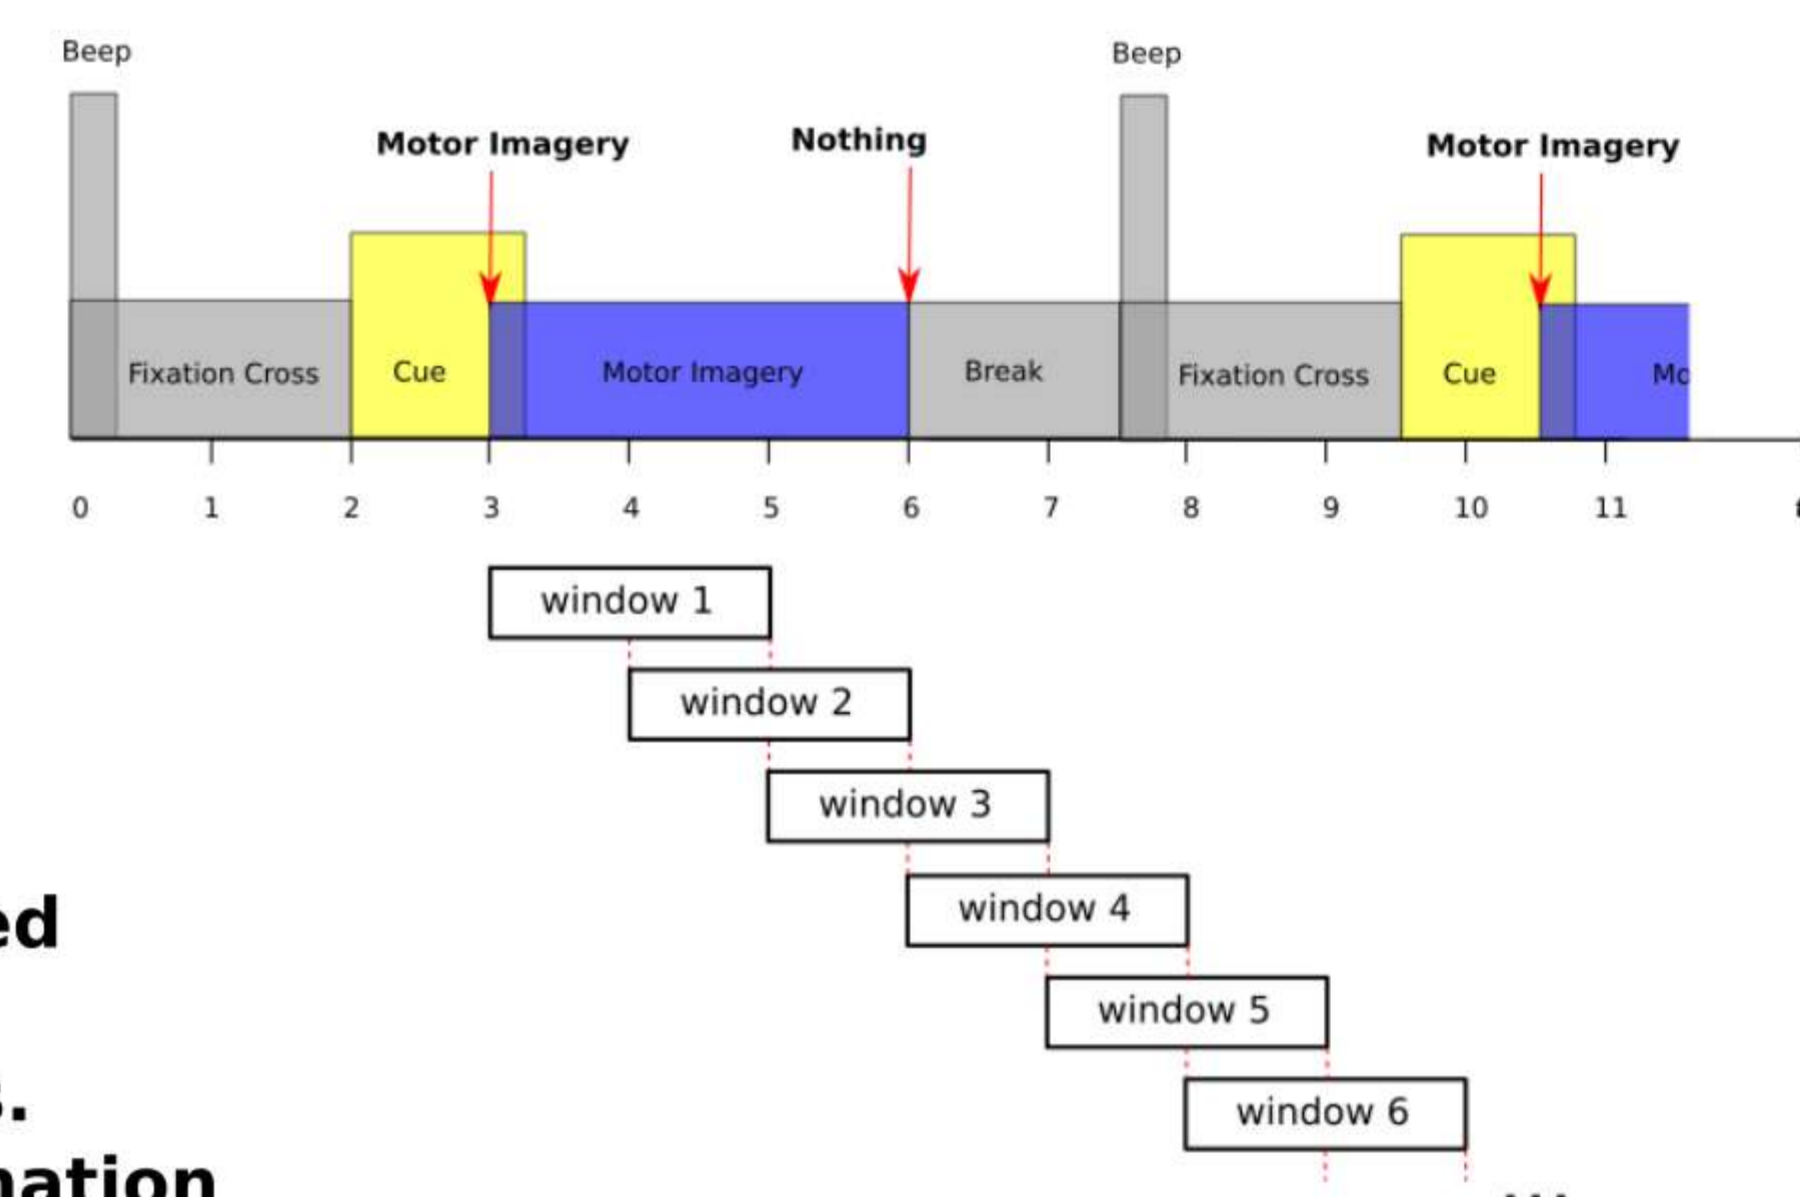 Beep Beep
Motor Imagery Nothing Motor Imagery
Fixation Cross Cue Motor Imagery Break Fixation Cross Cue Mo
0 1 2 3 4 5 6 7 8 9 10 11
window 1
window 2
window 3
window 4
ed
window 5
s.
window 6
nation